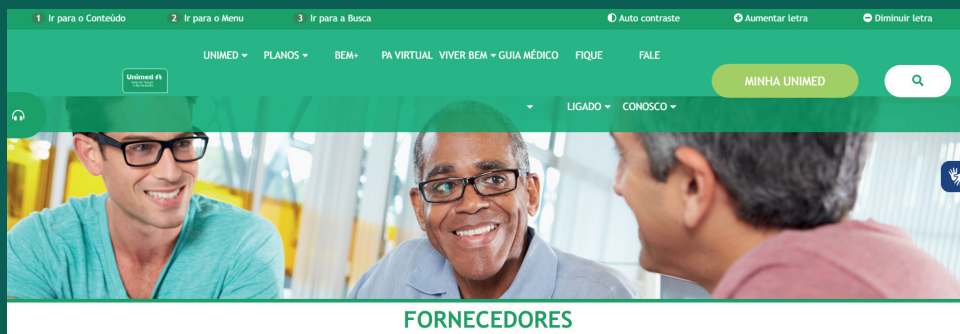 1 Ir para o Conteúdo 2 Ir para o Menu 3 Ir para a Busca Auto contraste Aumentar letra Diminuir letra
UNIMED PLANOS BEM+ PA VIRTUAL VIVER BEM GUIA MÉDICO FIQUE FALE
Unimed
MINHA UNIMED
LIGADO CONOSCO
FORNECEDORES